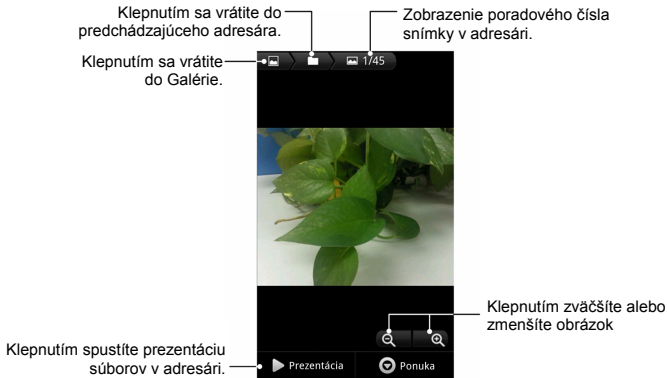 Klepnutím sa vrátite do
predchádzajúceho adresára.
Zobrazenie poradového čísla
snímky v adresári.
Klepnutím sa vrátite
do Galérie.
1/45
Klepnutím zväčšíte alebo
zmenšíte obrázok
Klepnutím spustíte prezentáciu
súborov v adresári.
Prezentácia
Ponuka